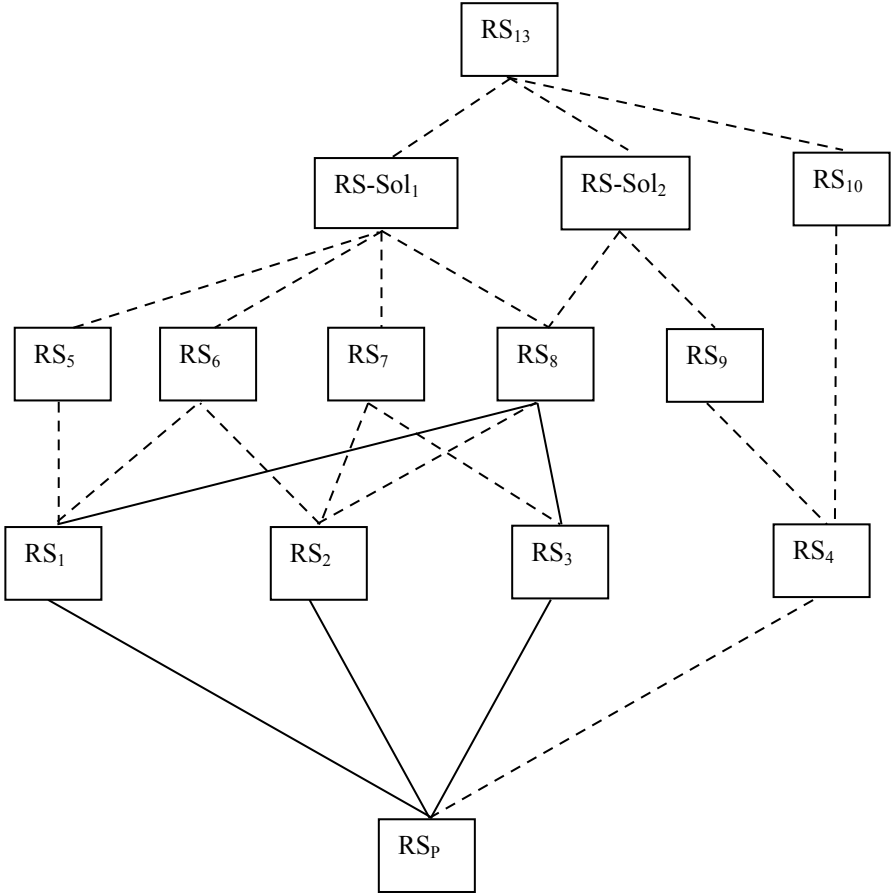 RS₁₃
RS-Sol₁
RS-Sol₂
RS₁₀
RS₅
RS₆
RS₇
RS₈
RS₉
RS₁
RS₂
RS₃
RS₄
RSₚ